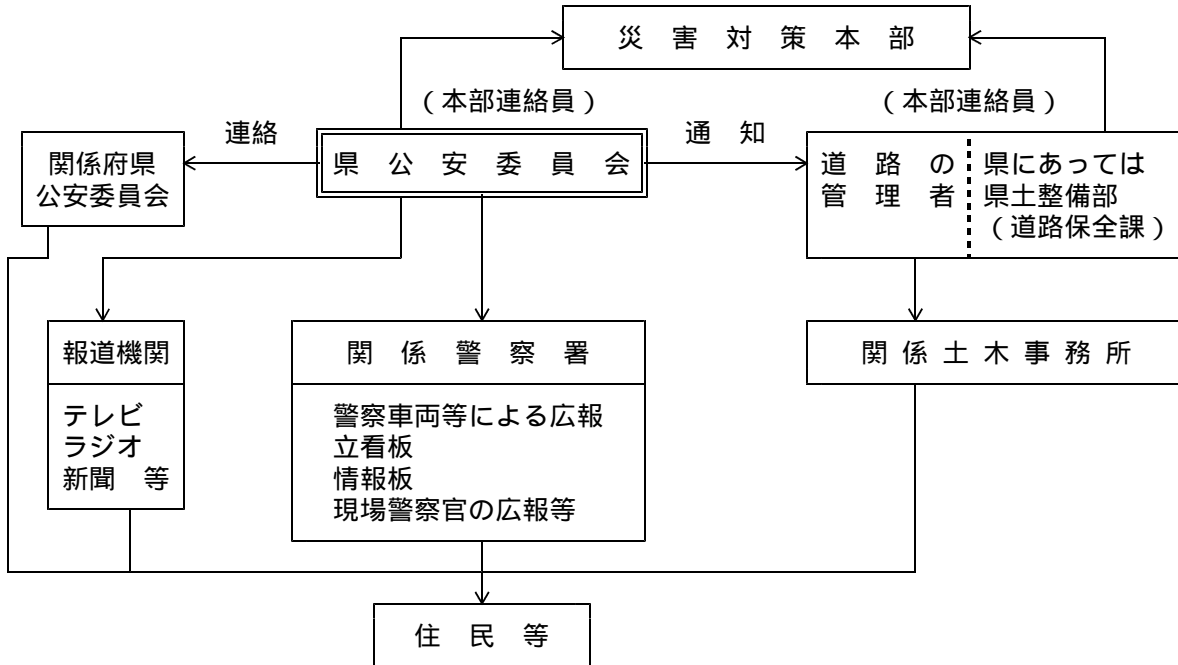 災害対策本部
(本部連絡員)
(本部連絡員)
連絡
通知
関係府県
公安委員会
県公安委員会
道路の
管理者
県にあっては
県土整備部
(道路保全課)
報道機関
テレビ
ラジオ
新聞 等
関係警察署
警察車両等による広報
立看板
情報板
現場警察官の広報等
関係土木事務所
住民等